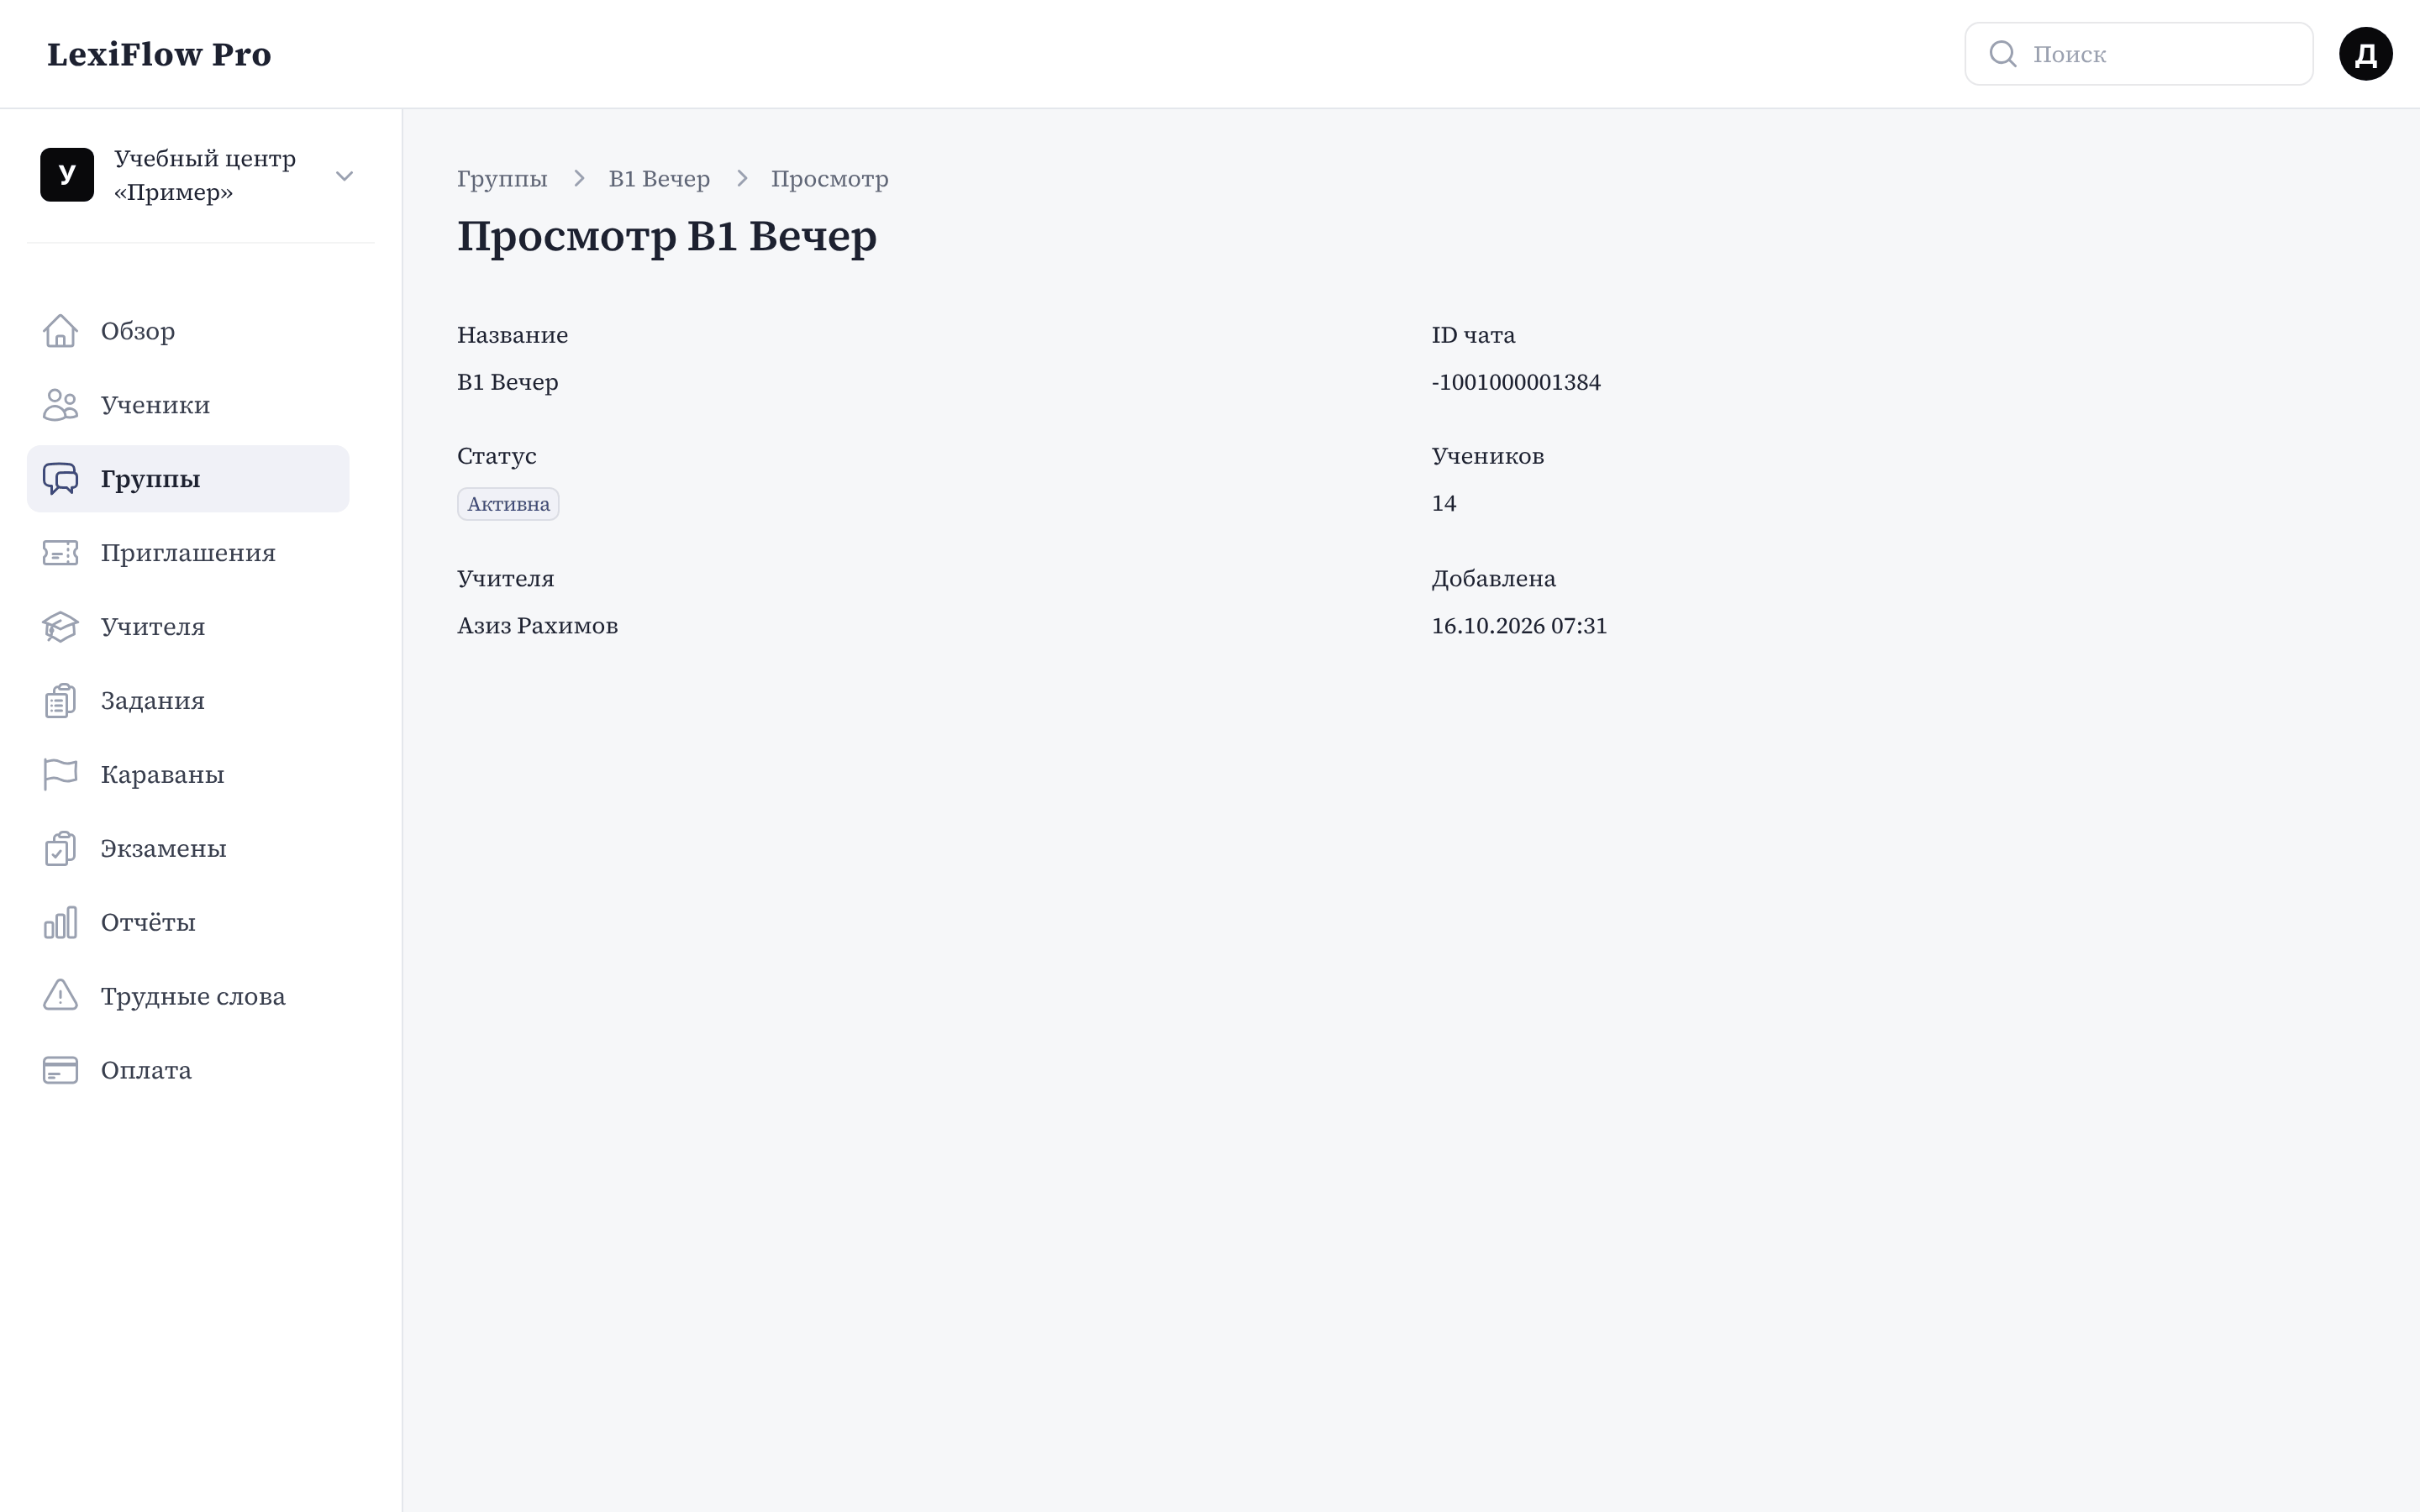 LexiFlow Pro
Поиск
Д
У
Учебный центр
«Пример»
Обзор
Ученики
Группы
Приглашения
Учителя
Задания
Караваны
Экзамены
Отчёты
Трудные слова
Оплата
Группы > B1 Вечер > Просмотр
Просмотр B1 Вечер
Название
B1 Вечер
ID чата
-1001000001384
Статус
Активна
Учеников
14
Учителя
Азиз Рахимов
Добавлена
16.10.2026 07:31